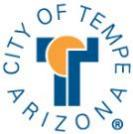 CITY OF TEMPE
ARIZONA
®